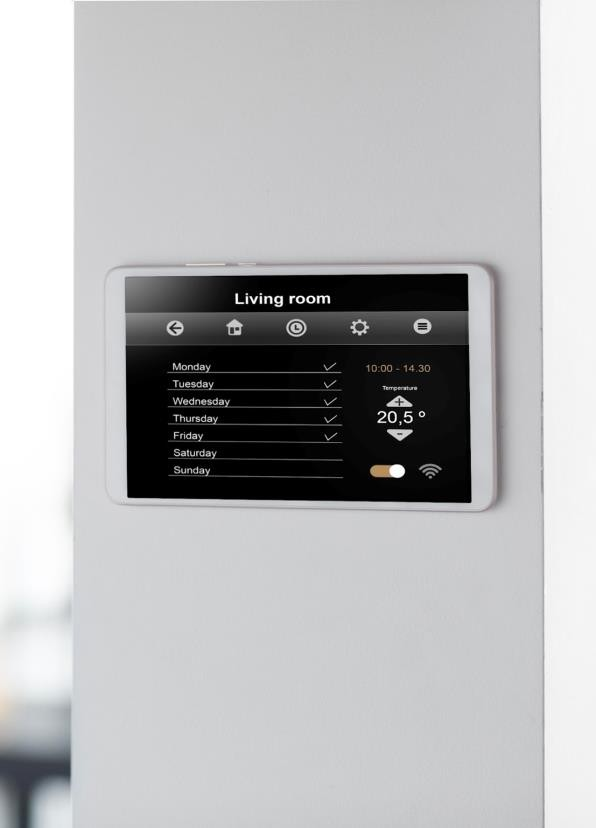 Living room
Monday
Tuesday
Wednesday
Thursday
Friday
Saturday
Sunday
10:00 - 14.30
Temperature
+
20,5 °
-